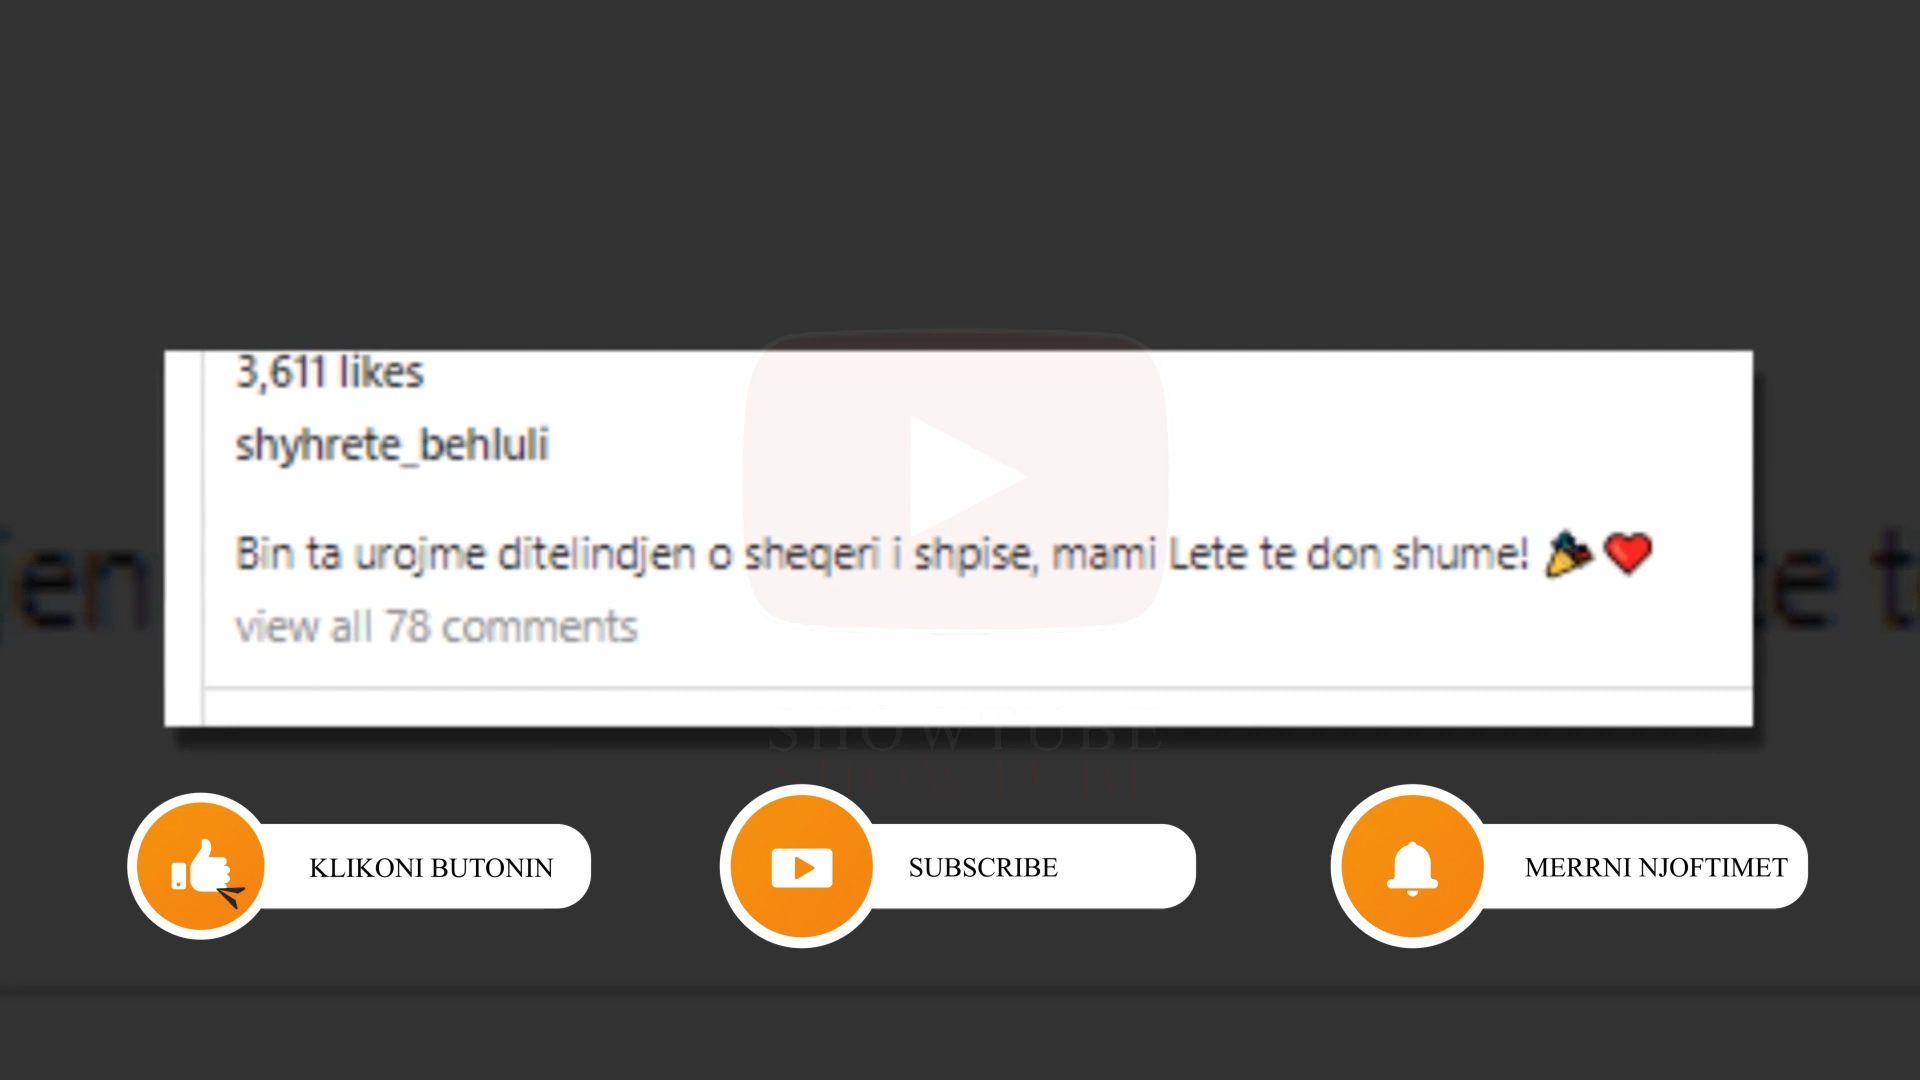 3,611 likes
shyhrete_behluli
Bin ta urojme ditelindjen o sheqeri i shpise, mami Lete te don shume! 🎉❤️
view all 78 comments
SHOWTUBE
KLIKONI BUTONIN
SUBSCRIBE
MERRNI NJOFTIMET